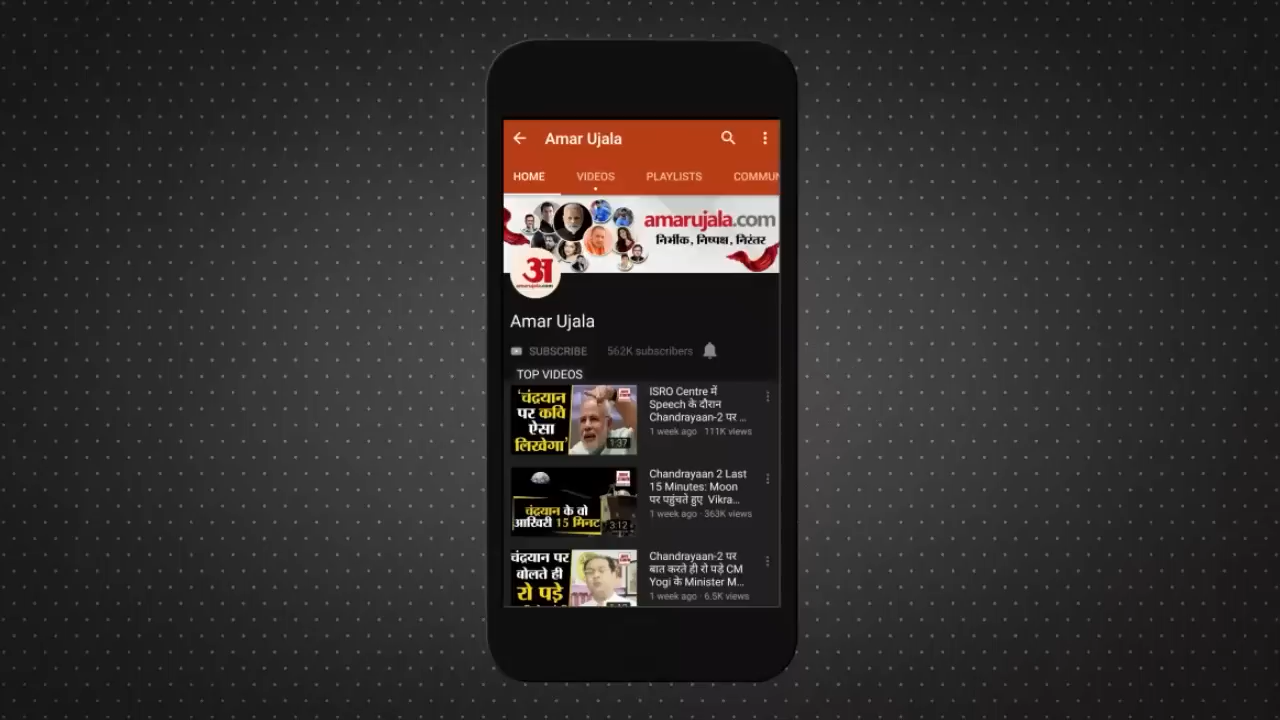 Amar Ujala
HOME VIDEOS PLAYLISTS COMMUN
amarujala.com
निर्भीक, निष्पक्ष, निरंतर
अ
amarujala.com
Amar Ujala
SUBSCRIBE 562K subscribers
TOP VIDEOS
'चंद्रयान
पर कवि
ऐसा
लिखेगा'
1:37
ISRO Centre में
Speech के दौरान
Chandrayaan-2 पर ...
1 week ago · 111K views
चंद्रयान के वो
आखिरी 15 मिनट
3:12
Chandrayaan 2 Last
15 Minutes: Moon
पर पहुंचते हुए Vikra...
1 week ago · 363K views
चंद्रयान पर
बोलते ही
रो पड़े
Chandrayaan-2 पर
बात करते ही रो पड़े CM
Yogi के Minister M...
1 week ago · 6.5K views